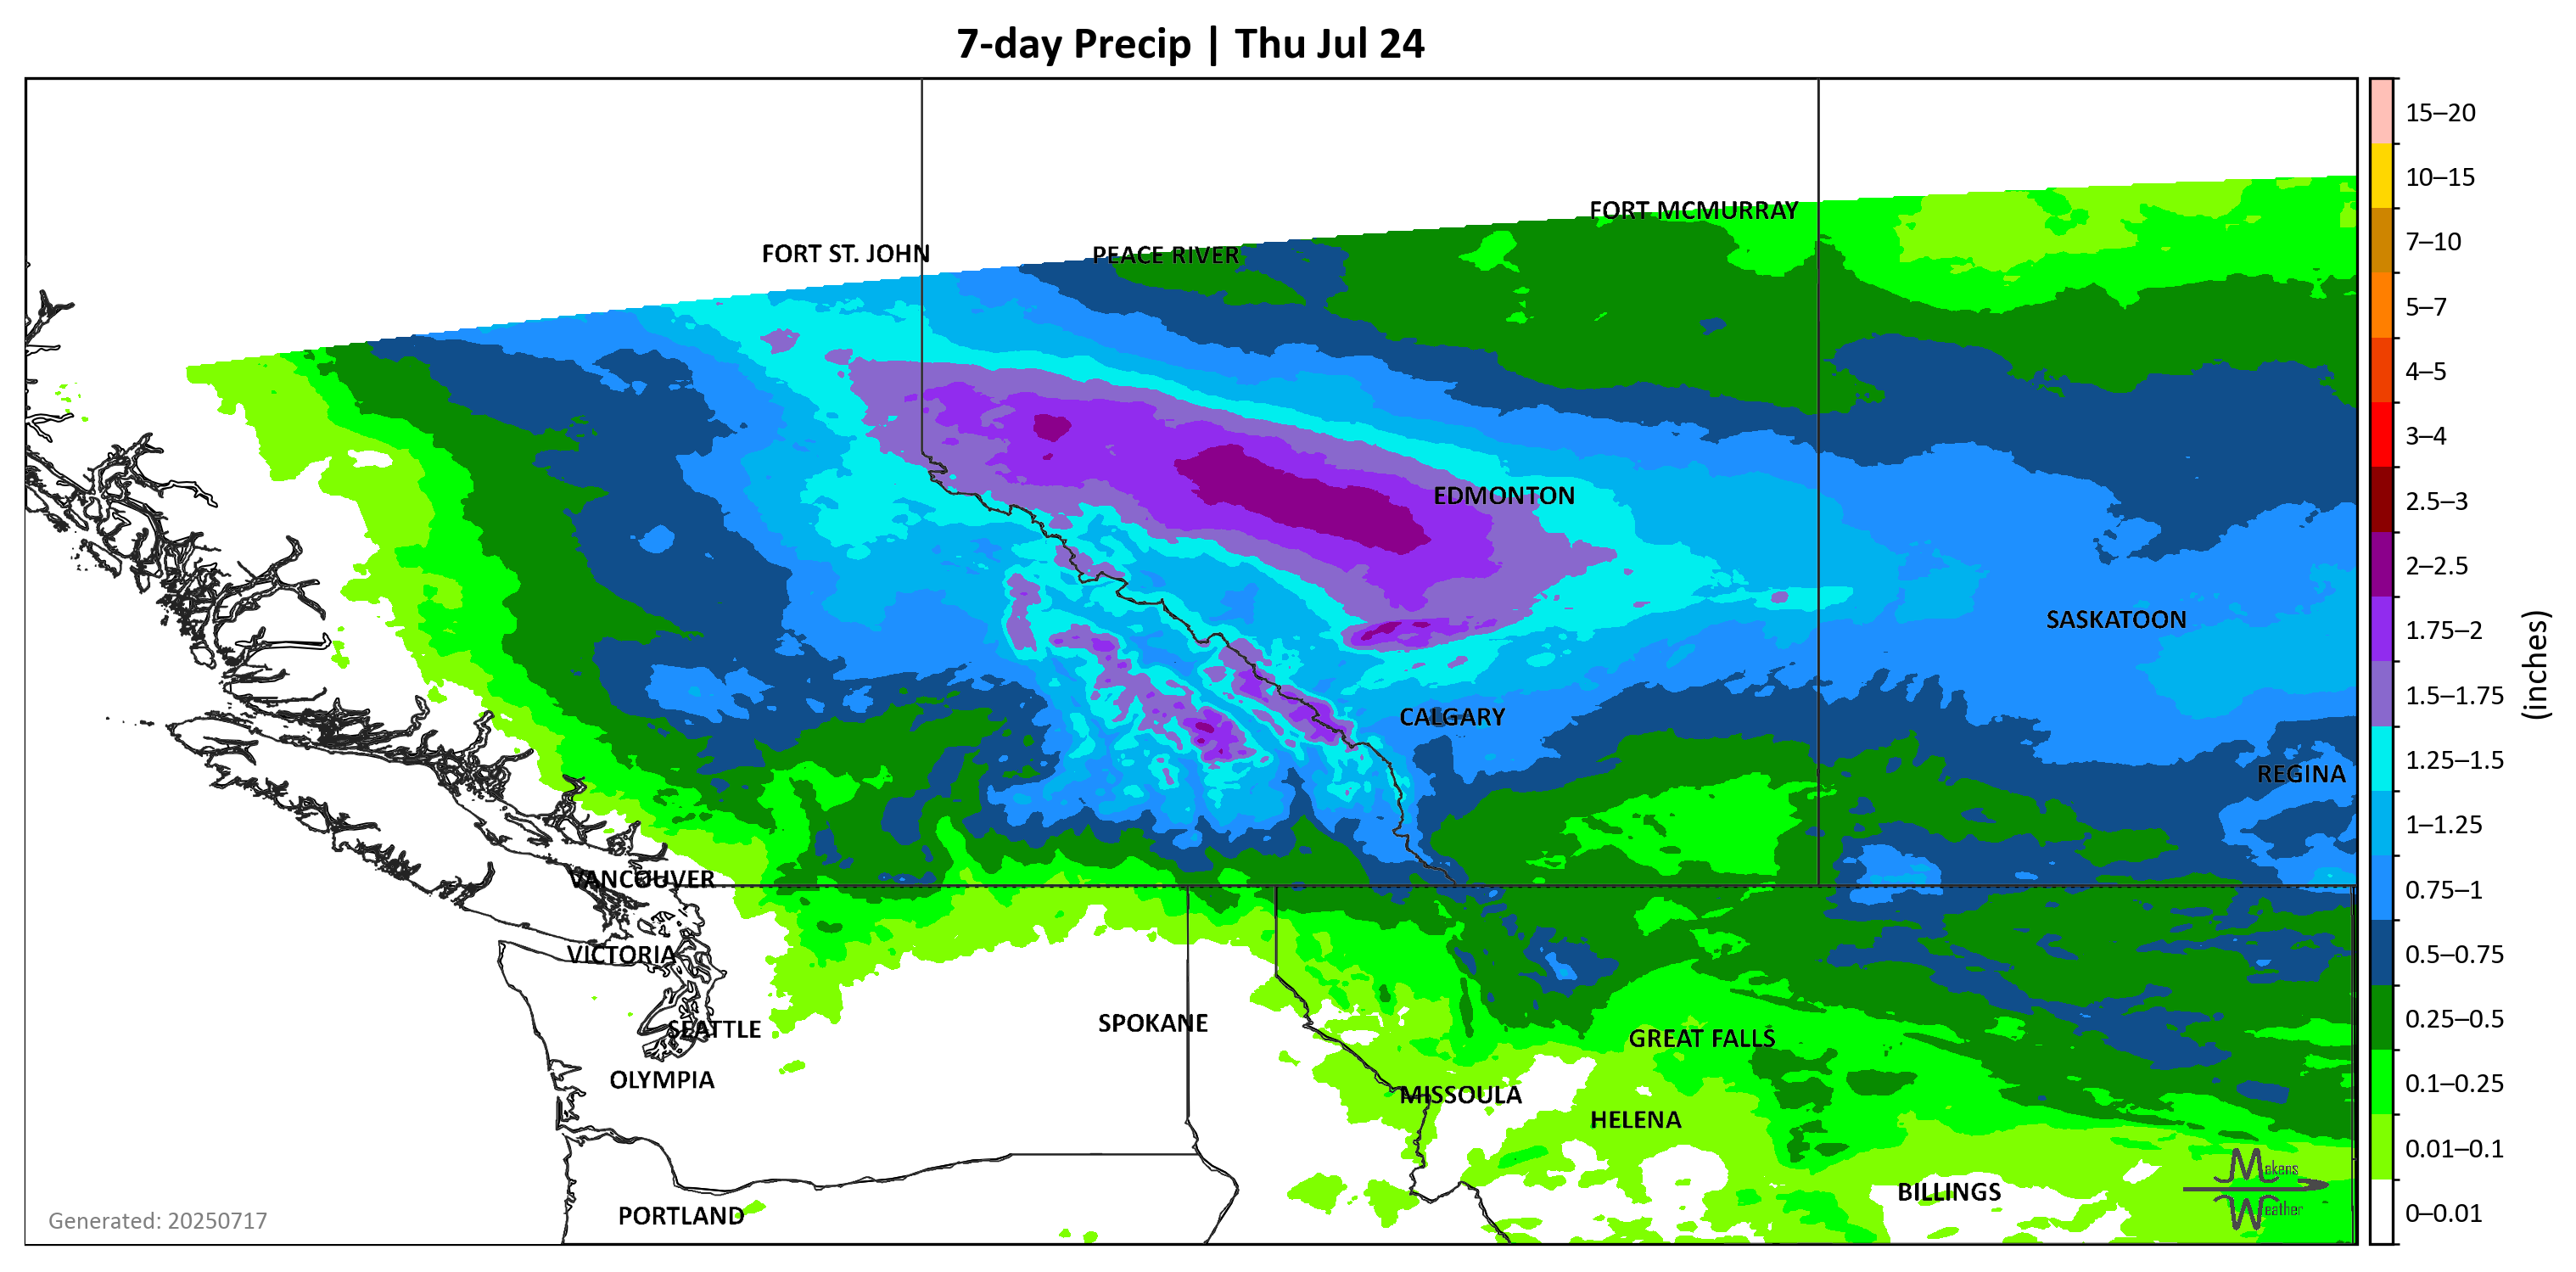 7-day Precip | Thu Jul 24
FORT MCMURRAY
FORT ST. JOHN
PEACE RIVER
EDMONTON
SASKATOON
CALGARY
REGINA
VANCOUVER
VICTORIA
SPOKANE
SEATTLE
GREAT FALLS
OLYMPIA
MISSOULA
HELENA
BILLINGS
PORTLAND
Makens
Weather
Generated: 20250717
15–20
10–15
7–10
5–7
4–5
3–4
2.5–3
2–2.5
1.75–2
1.5–1.75
1.25–1.5
1–1.25
0.75–1
0.5–0.75
0.25–0.5
0.1–0.25
0.01–0.1
0–0.01
(inches)